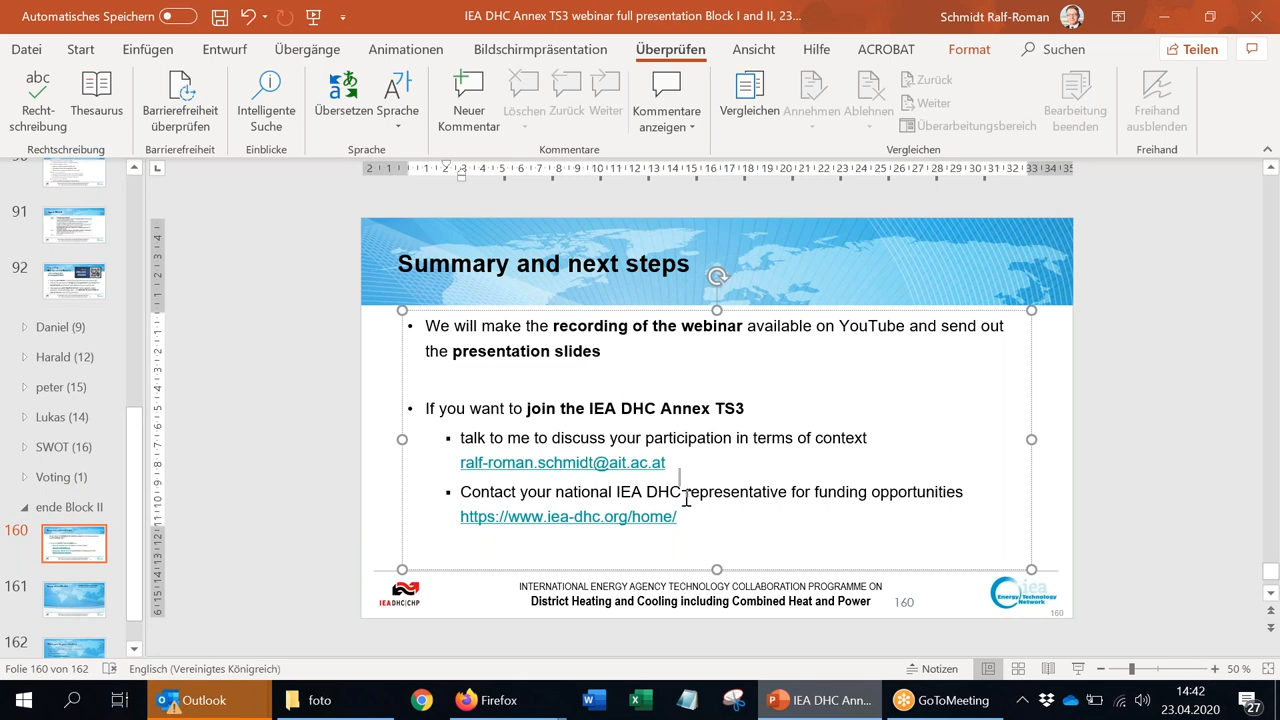 Automatisches Speichern
IEA DHC Annex TS3 webinar full presentation Block I and II, 23...
Schmidt Ralf-Roman
Datei Start Einfügen Entwurf Übergänge Animationen Bildschirmpräsentation Überprüfen Ansicht Hilfe ACROBAT Format Suchen Teilen
abc
Recht-
schreibung
Thesaurus
Barrierefreiheit
überprüfen
Intelligente
Suche
Übersetzen
Sprache
Neuer
Kommentar
Löschen
Zurück
Weiter
Kommentare
anzeigen
Vergleichen
Annehmen
Ablehnen
Zurück
Weiter
Überarbeitungsbereich
Bearbeitung
beenden
Freihand
ausblenden
Rechtschreibung Barrierefreiheit Einblicke Sprache Kommentare Vergleichen Freihand
91
92
Daniel (9)
Harald (12)
peter (15)
Lukas (14)
SWOT (16)
Voting (1)
ende Block II
160
161
162
Summary and next steps
• We will make the recording of the webinar available on YouTube and send out
the presentation slides
• If you want to join the IEA DHC Annex TS3
▪ talk to me to discuss your participation in terms of context
ralf-roman.schmidt@ait.ac.at
▪ Contact your national IEA DHC-representative for funding opportunities
https://www.iea-dhc.org/home/
IEADHC|CHP
INTERNATIONAL ENERGY AGENCY TECHNOLOGY COLLABORATION PROGRAMME ON
District Heating and Cooling including Combined Heat and Power
160
iea
Energy Technology
Network
160
Folie 160 von 162
Englisch (Vereinigtes Königreich)
Notizen
50 %
Outlook
foto
Firefox
IEA DHC Ann...
GoToMeeting
14:42
23.04.2020
27